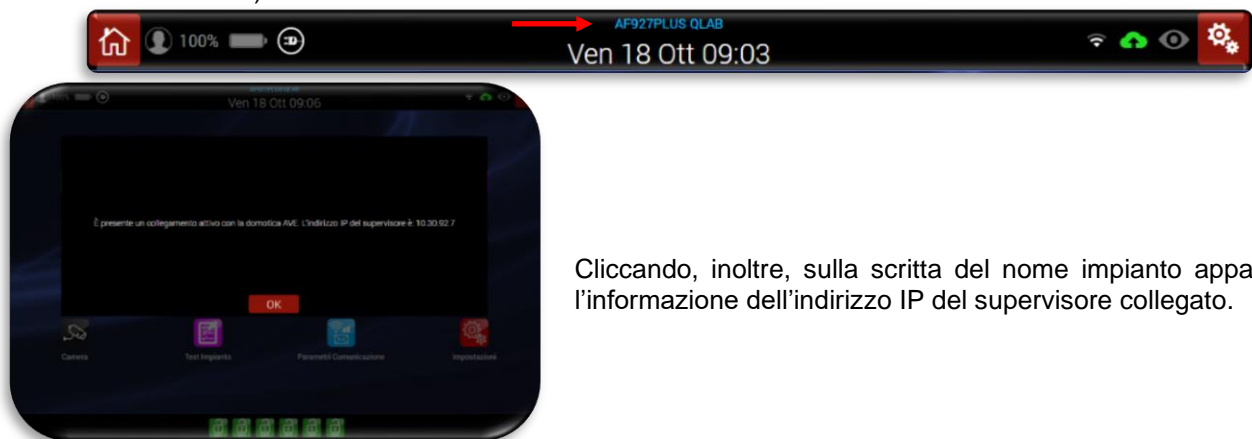 AF927PLUS QLAB
100%
Ven 18 Ott 09:03
Ven 18 Ott 09:06
È presente un collegamento attivo con la domotica AVE. L'indirizzo IP del supervisore è: 10.30.92.7
OK
Camera
Test Impianto
Parametri Comunicazione
Impostazioni
Cliccando, inoltre, sulla scritta del nome impianto appa
l’informazione dell’indirizzo IP del supervisore collegato.